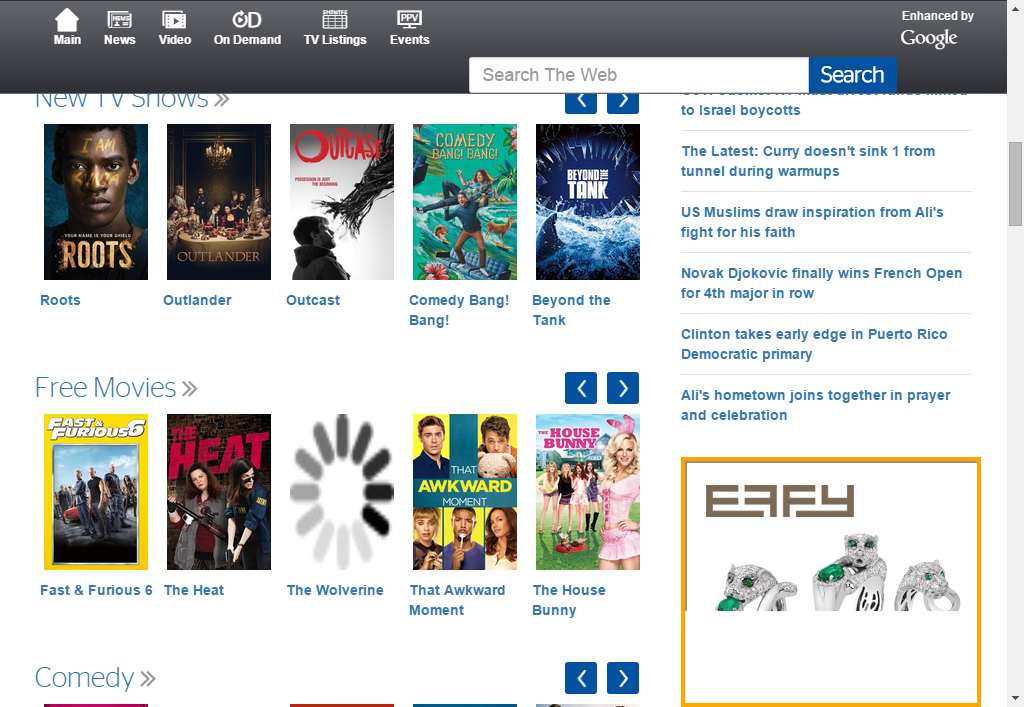 Main
News
Video
On Demand
TV Listings
Events
NEWS
PPV
Enhanced by
Google
Search The Web
Search
New TV Shows
to Israel boycotts
The Latest: Curry doesn't sink 1 from
tunnel during warmups
US Muslims draw inspiration from Ali's
fight for his faith
Novak Djokovic finally wins French Open
for 4th major in row
Clinton takes early edge in Puerto Rico
Democratic primary
Ali's hometown joins together in prayer
and celebration
I AM
YOUR NAME IS YOUR SHIELD
ROOTS
OUTLANDER
OUTCAST
POSSESSION IS JUST
THE BEGINNING
COMEDY
BANG! BANG!
BEYOND THE
TANK
Roots
Outlander
Outcast
Comedy Bang!
Bang!
Beyond the
Tank
Free Movies
FAST &
FURIOUS 6
THE
HEAT
AGENT
THAT
AWKWARD
MOMENT
THE HOUSE
BUNNY
Fast & Furious 6
The Heat
The Wolverine
That Awkward
Moment
The House
Bunny
EFFY
Comedy